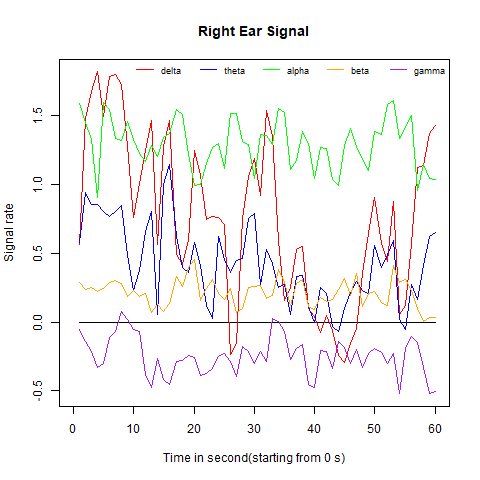 Right Ear Signal
delta theta alpha beta gamma
Signal rate
1.5
1.0
0.5
0.0
-0.5
0 10 20 30 40 50 60
Time in second(starting from 0 s)